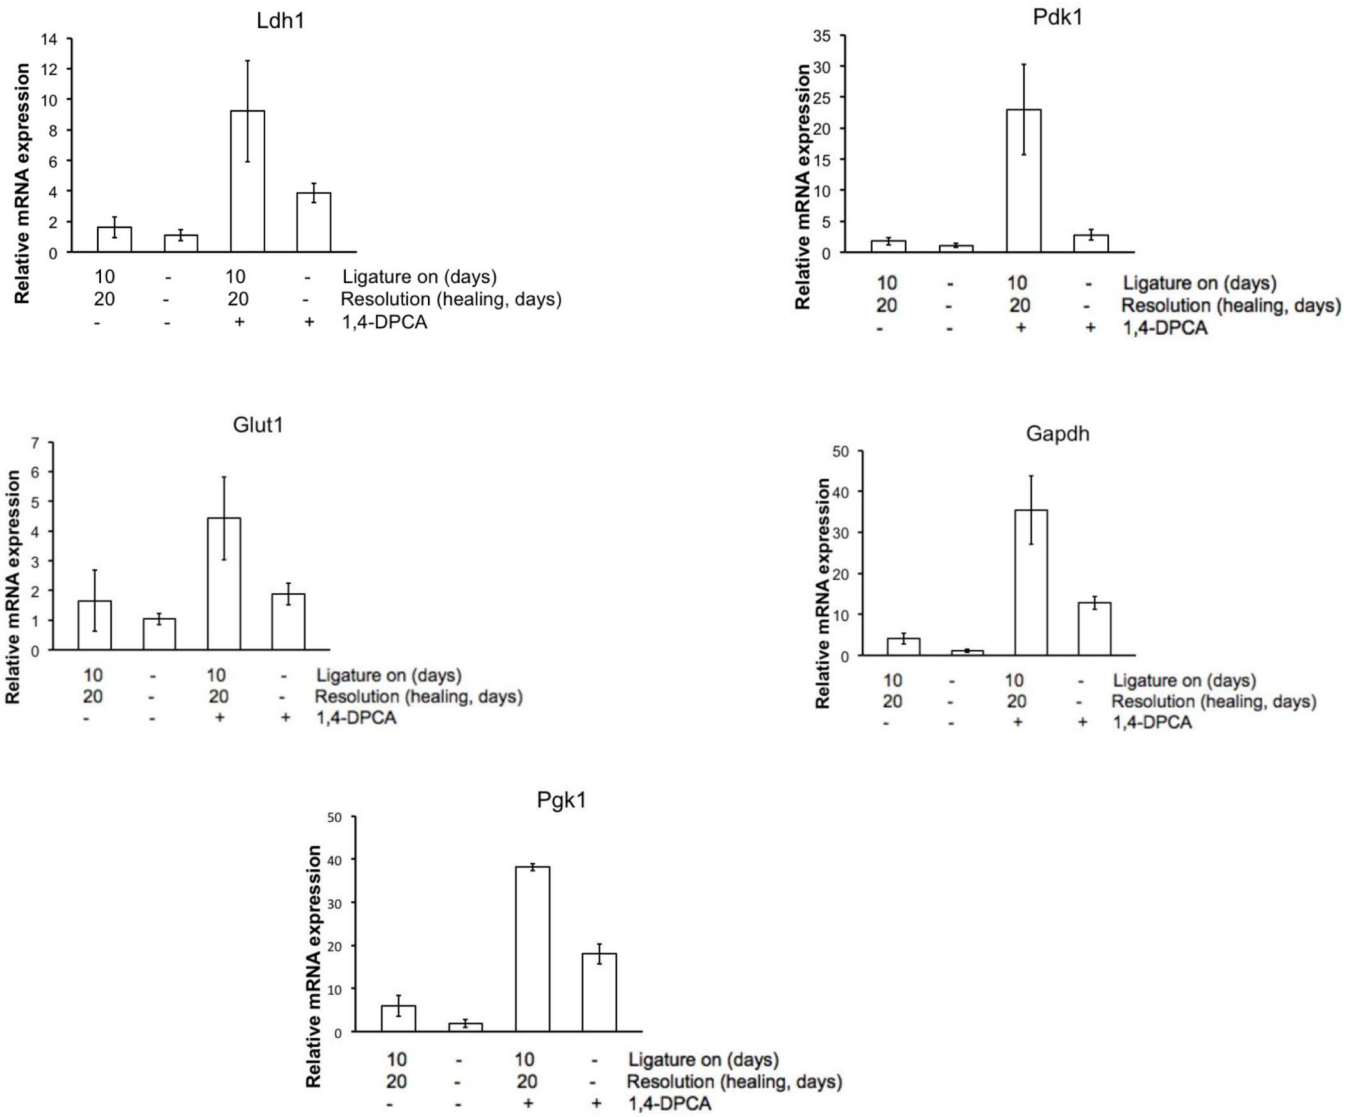 Ldh1
Relative mRNA expression
14
12
10
8
6
4
2
0
10 - 10 - Ligature on (days)
20 - 20 - Resolution (healing, days)
- - + + 1,4-DPCA
Pdk1
Relative mRNA expression
35
30
25
20
15
10
5
0
10 - 10 - Ligature on (days)
20 - 20 - Resolution (healing, days)
- - + + 1,4-DPCA
Glut1
Relative mRNA expression
7
6
5
4
3
2
1
0
10 - 10 - Ligature on (days)
20 - 20 - Resolution (healing, days)
- - + + 1,4-DPCA
Gapdh
Relative mRNA expression
50
40
30
20
10
0
10 - 10 - Ligature on (days)
20 - 20 - Resolution (healing, days)
- - + + 1,4-DPCA
Pgk1
Relative mRNA expression
50
40
30
20
10
0
10 - 10 - Ligature on (days)
20 - 20 - Resolution (healing, days)
- - + + 1,4-DPCA